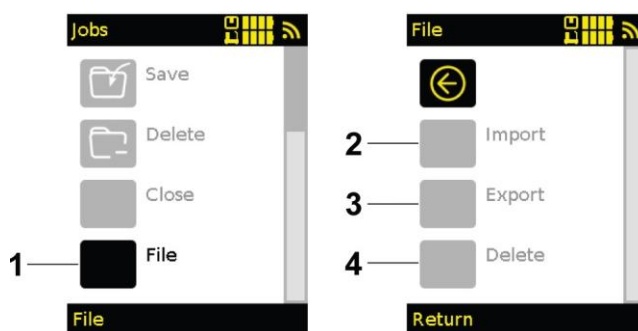 Jobs
Save
Delete
Close
1
File
File
File
2
Import
3
Export
4
Delete
Return